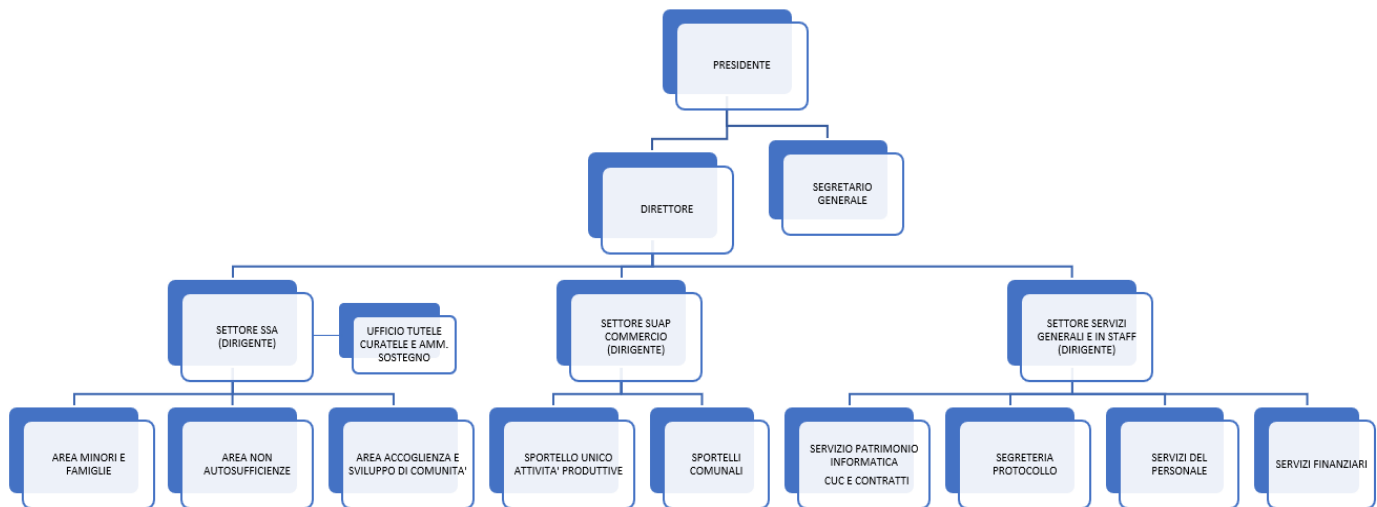 PRESIDENTE
SEGRETARIO
GENERALE
DIRETTORE
SETTORE SSA
(DIRIGENTE)
UFFICIO TUTELE
CURATELE E AMM.
SOSTEGNO
SETTORE SUAP
COMMERCIO
(DIRIGENTE)
SETTORE SERVIZI
GENERALI E IN STAFF
(DIRIGENTE)
AREA MINORI E
FAMIGLIE
AREA NON
AUTOSUFFICIENZE
AREA ACCOGLIENZA E
SVILUPPO DI COMUNITA'
SPORTELLO UNICO
ATTIVITA' PRODUTTIVE
SPORTELLI
COMUNALI
SERVIZIO PATRIMONIO
INFORMATICA
CUC E CONTRATTI
SEGRETERIA
PROTOCOLLO
SERVIZI DEL
PERSONALE
SERVIZI FINANZIARI